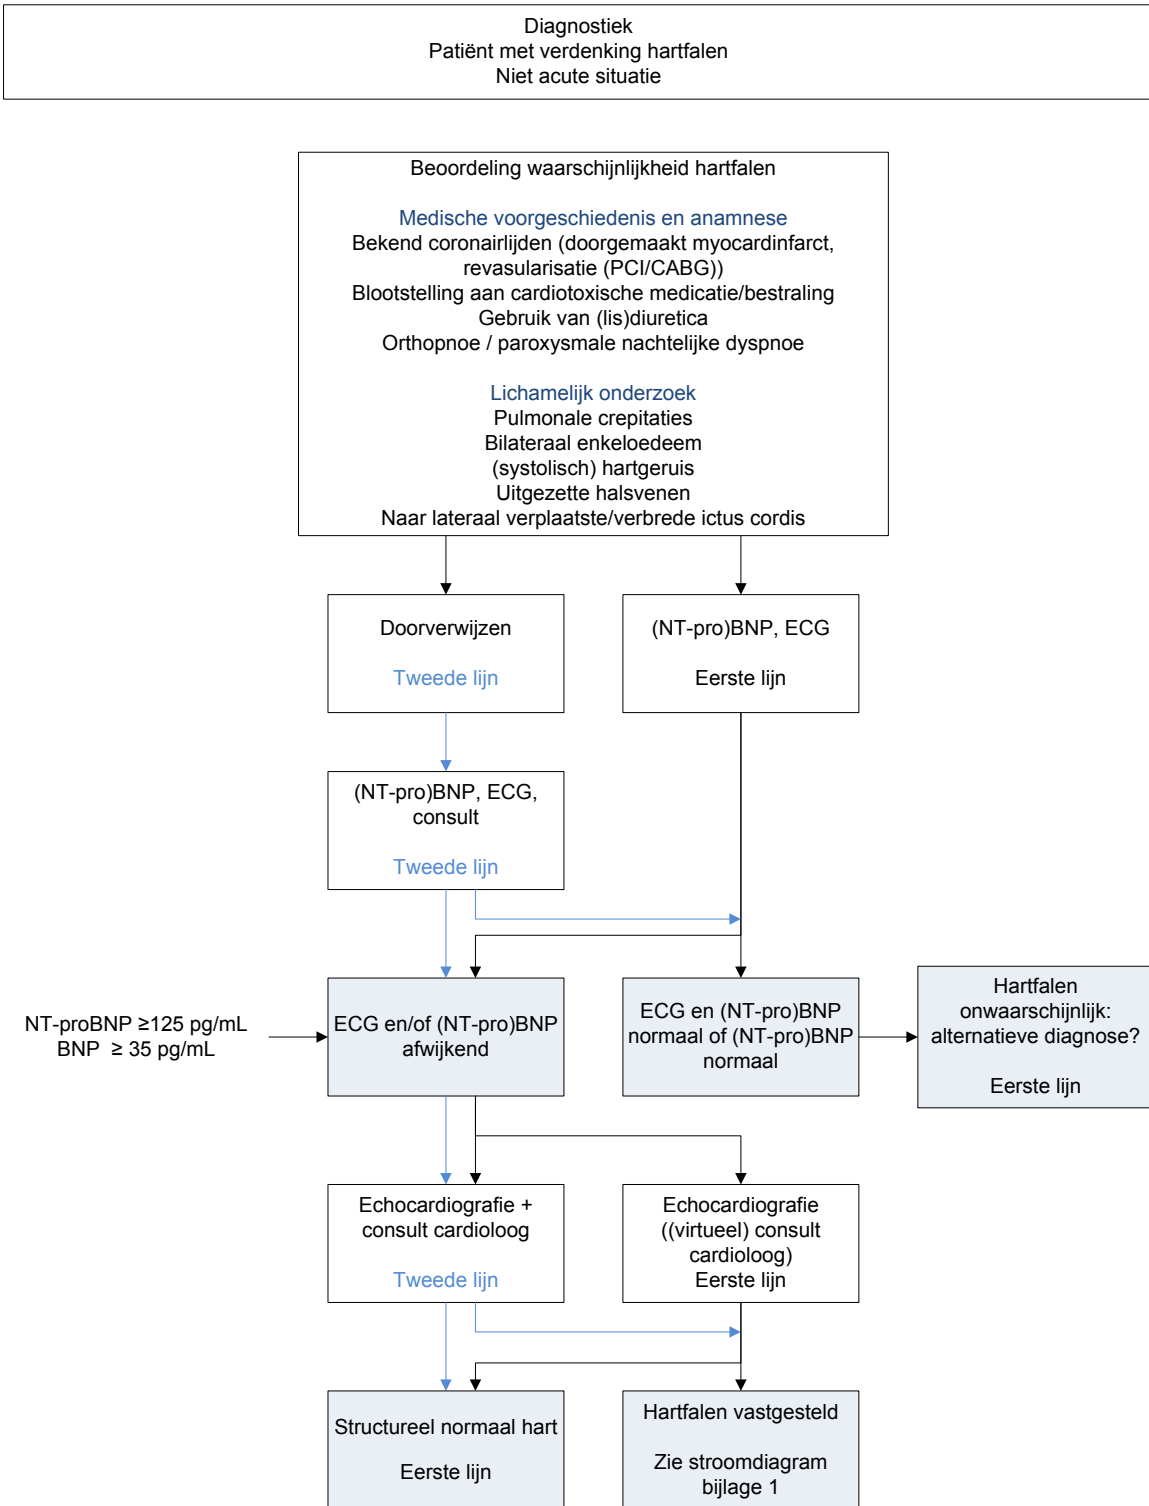 Diagnostiek
Patiënt met verdenking hartfalen
Niet acute situatie
Beoordeling waarschijnlijkheid hartfalen
Medische voorgeschiedenis en anamnese
Bekend coronairlijden (doorgemaakt myocardinfarct,
revasularisatie (PCI/CABG))
Blootstelling aan cardiotoxische medicatie/bestraling
Gebruik van (lis)diuretica
Orthopnoe / paroxysmale nachtelijke dyspnoe
Lichamelijk onderzoek
Pulmonale crepitaties
Bilateraal enkeloedeem
(systolisch) hartgeruis
Uitgezette halsvenen
Naar lateraal verplaatste/verbrede ictus cordis
Doorverwijzen
Tweede lijn
(NT-pro)BNP, ECG
Eerste lijn
(NT-pro)BNP, ECG,
consult
Tweede lijn
NT-proBNP ≥125 pg/mL
BNP ≥ 35 pg/mL
ECG en/of (NT-pro)BNP
afwijkend
ECG en (NT-pro)BNP
normaal of (NT-pro)BNP
normaal
Hartfalen
onwaarschijnlijk:
alternatieve diagnose?
Eerste lijn
Echocardiografie +
consult cardioloog
Tweede lijn
Echocardiografie
((virtueel) consult
cardioloog)
Eerste lijn
Structureel normaal hart
Eerste lijn
Hartfalen vastgesteld
Zie stroomdiagram
bijlage 1